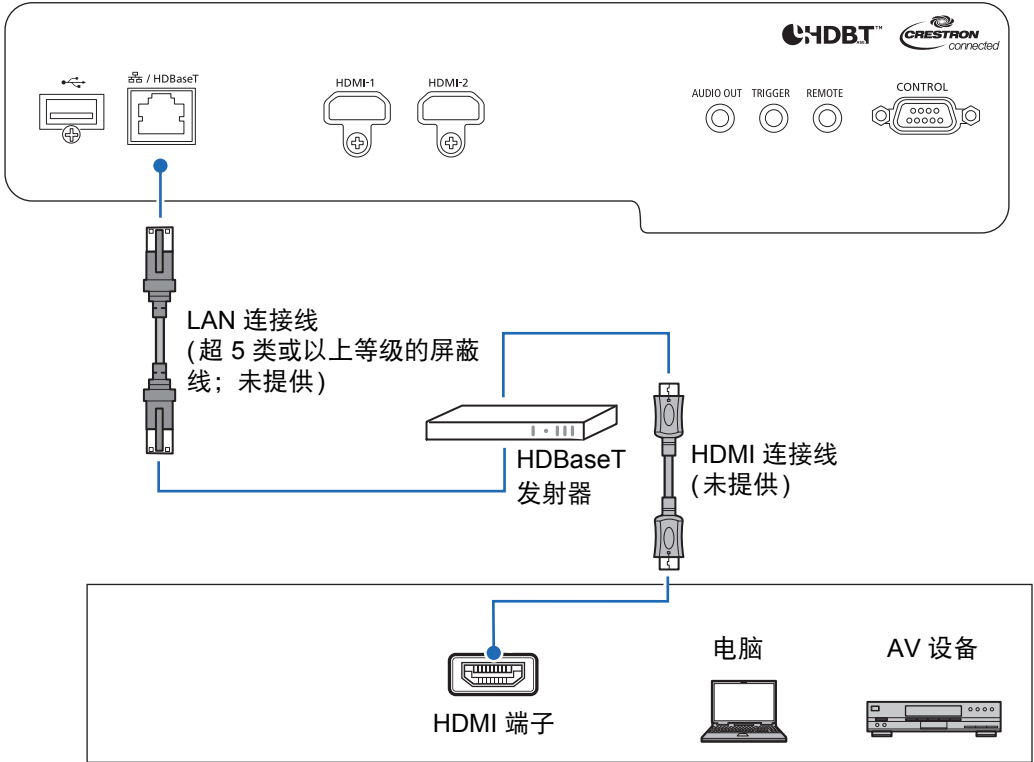 HDBT™
CRESTRON
connected
/ HDBaseT
HDMI-1
HDMI-2
AUDIO OUT
TRIGGER
REMOTE
CONTROL
LAN 连接线
(超 5 类或以上等级的屏蔽
线；未提供)
HDBaseT
发射器
HDMI 连接线
(未提供)
HDMI 端子
电脑
AV 设备